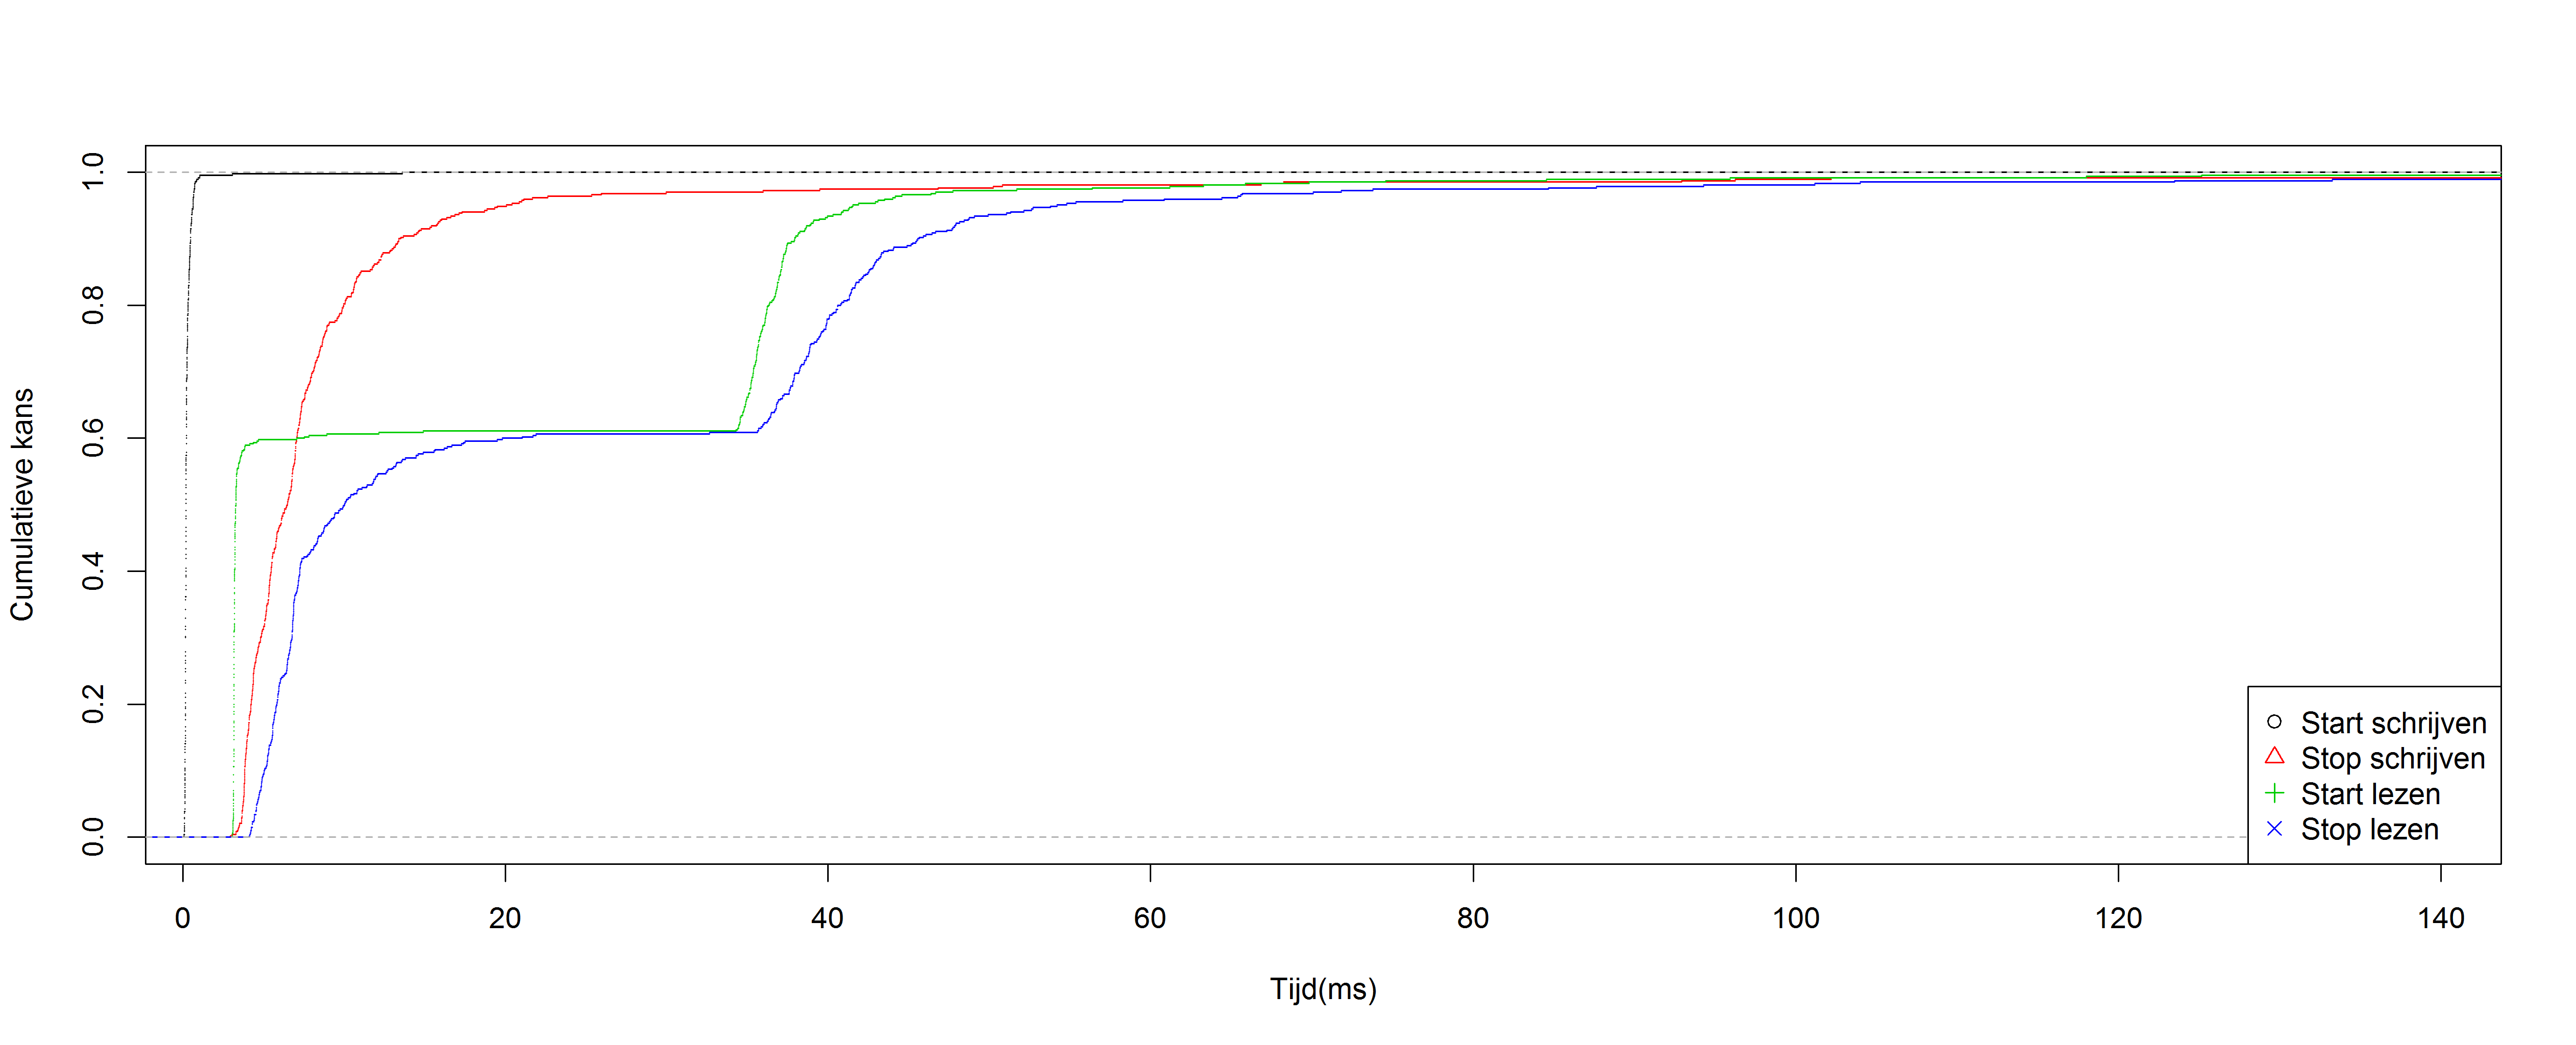 Cumulatieve kans
1.0
0.8
0.6
0.4
0.2
0.0
Start schrijven
Stop schrijven
Start lezen
Stop lezen
0 20 40 60 80 100 120 140
Tijd(ms)